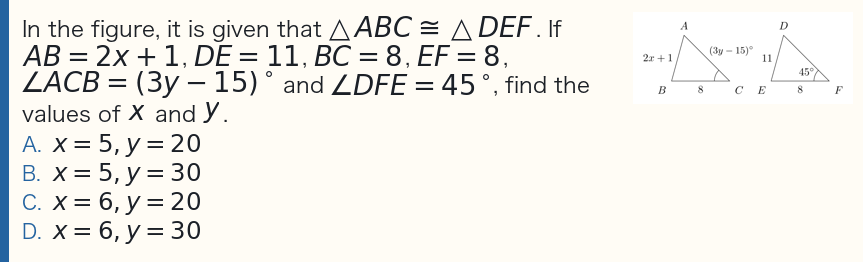 In the figure, it is given that △ABC ≅ △DEF. If
AB = 2x + 1, DE = 11, BC = 8, EF = 8,
∠ACB = (3y − 15)° and ∠DFE = 45°, find the
values of x and y.
A. x = 5, y = 20
B. x = 5, y = 30
C. x = 6, y = 20
D. x = 6, y = 30
A D
2x + 1 (3y − 15)° 11 45°
B 8 C E 8 F